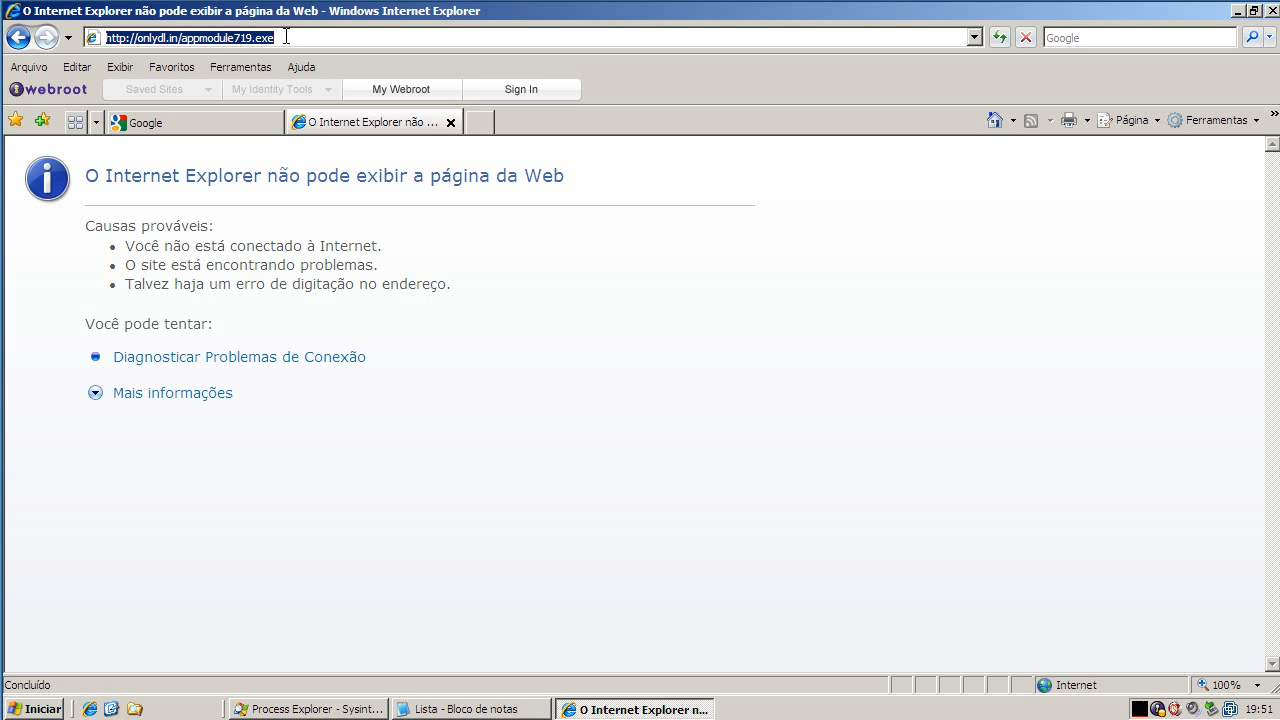 O Internet Explorer não pode exibir a página da Web - Windows Internet Explorer
http://onlydl.in/appmodule719.exe
Google
Arquivo Editar Exibir Favoritos Ferramentas Ajuda
webroot Saved Sites My Identity Tools My Webroot Sign In
Google O Internet Explorer não ... Página Ferramentas
O Internet Explorer não pode exibir a página da Web
Causas prováveis:
Você não está conectado à Internet.
O site está encontrando problemas.
Talvez haja um erro de digitação no endereço.
Você pode tentar:
Diagnosticar Problemas de Conexão
Mais informações
Concluído Internet 100%
Iniciar Process Explorer - Sysint... Lista - Bloco de notas O Internet Explorer n... 19:51